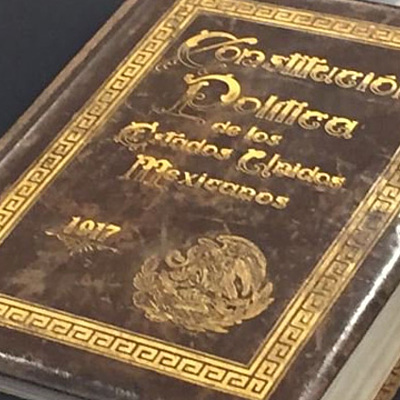 Constitución
Política
de los
Estados Unidos
Mexicanos
1917